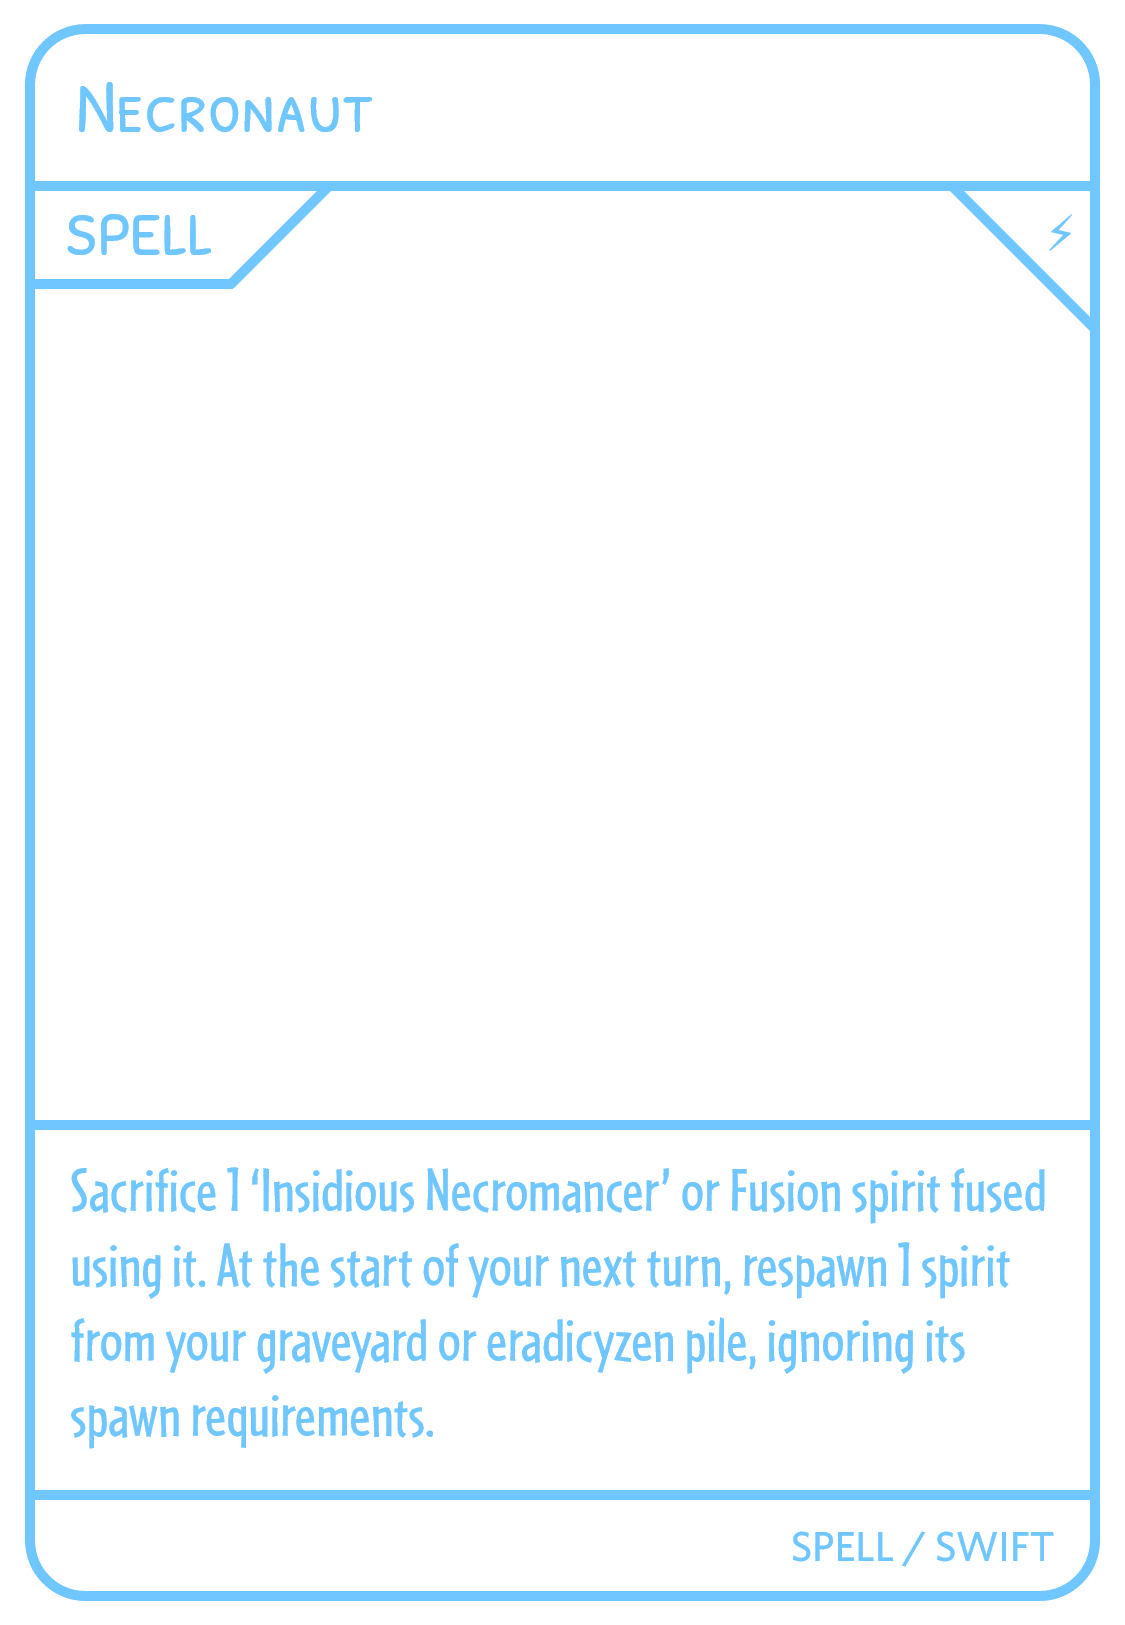 Necronaut
SPELL
⚡
Sacrifice 1 ‘Insidious Necromancer’ or Fusion spirit fused
using it. At the start of your next turn, respawn 1 spirit
from your graveyard or eradicyzen pile, ignoring its
spawn requirements.
SPELL / SWIFT